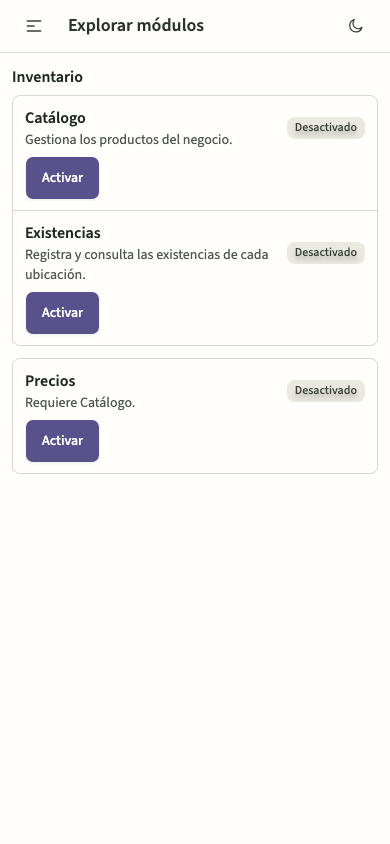 Explorar módulos
Inventario
Catálogo
Desactivado
Gestiona los productos del negocio.
Activar
Existencias
Desactivado
Registra y consulta las existencias de cada
ubicación.
Activar
Precios
Desactivado
Requiere Catálogo.
Activar